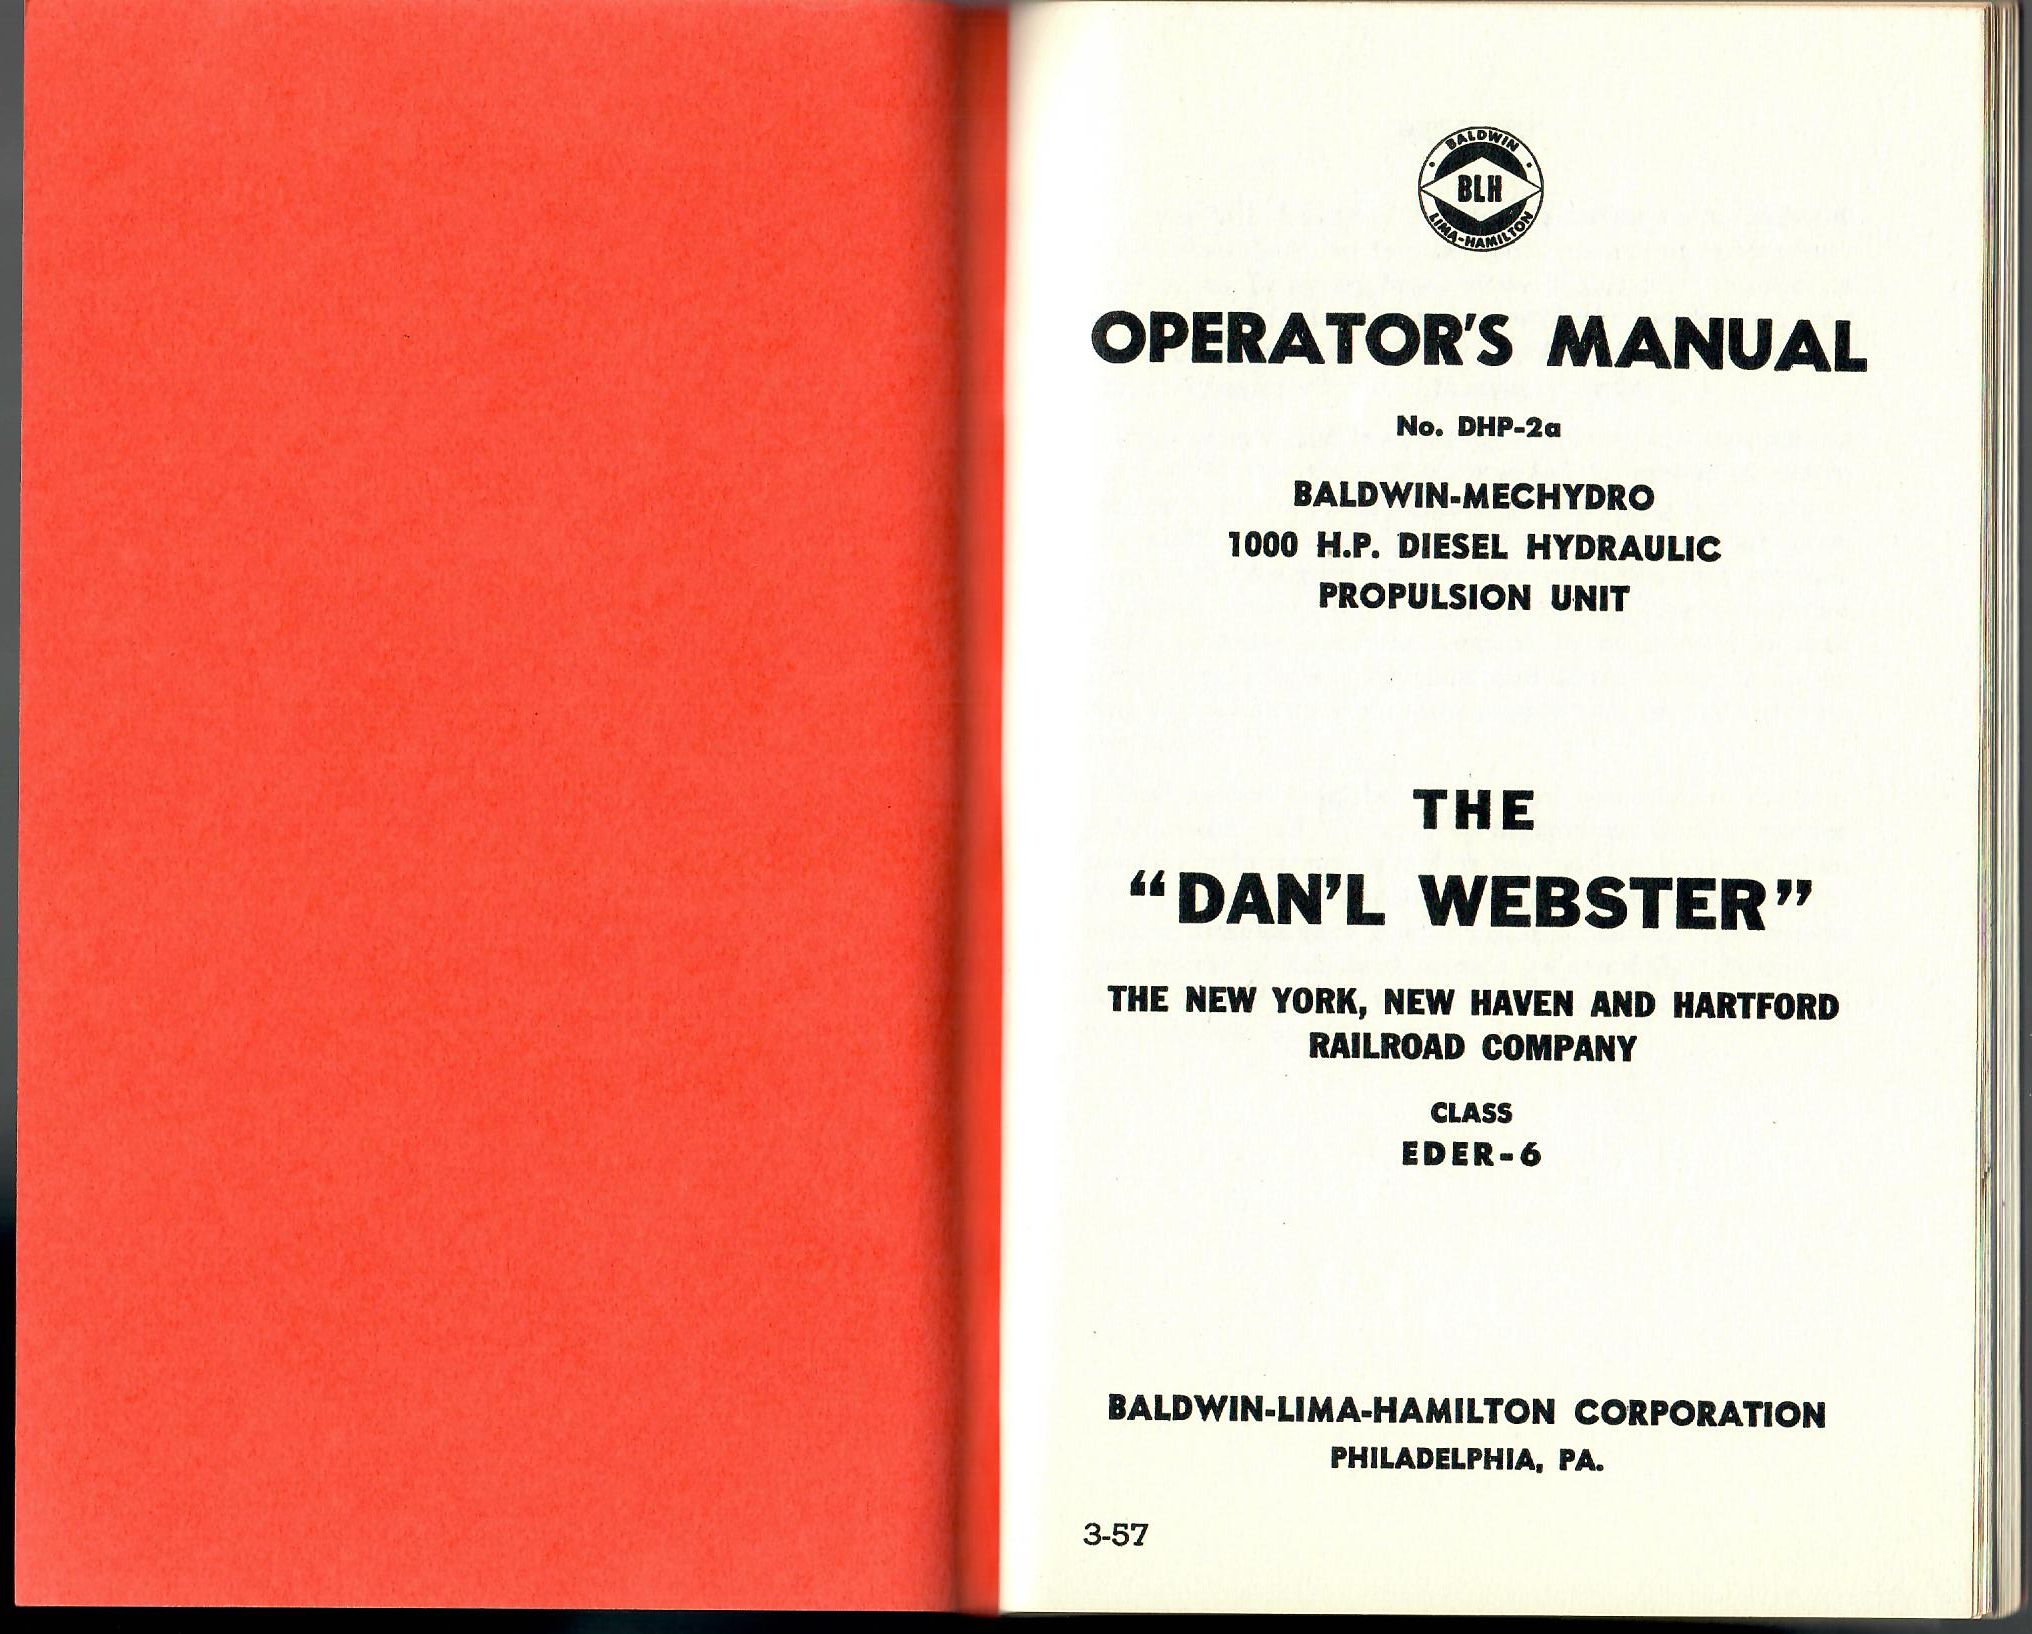 BALDWIN
BLH
LIMA-HAMILTON
OPERATOR'S MANUAL
No. DHP-2a
BALDWIN-MECHYDRO
1000 H.P. DIESEL HYDRAULIC
PROPULSION UNIT
THE
“DAN'L WEBSTER”
THE NEW YORK, NEW HAVEN AND HARTFORD
RAILROAD COMPANY
CLASS
EDER-6
BALDWIN-LIMA-HAMILTON CORPORATION
PHILADELPHIA, PA.
3-57